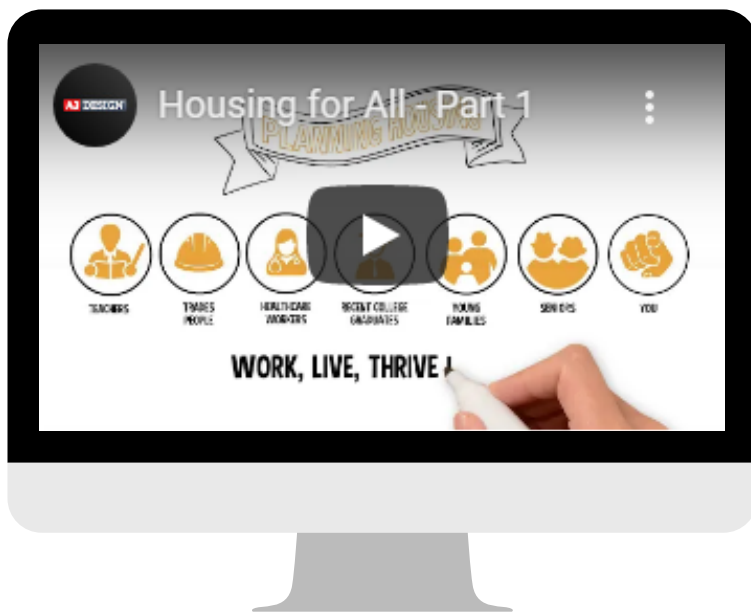 AJ DESIGN
Housing for All - Part 1
PLANNING HOUSING
TEACHERS
TRADES
PEOPLE
HEALTHCARE
WORKERS
RECENT COLLEGE
GRADUATES
YOUNG
FAMILIES
SENIORS
YOU
WORK, LIVE, THRIVE